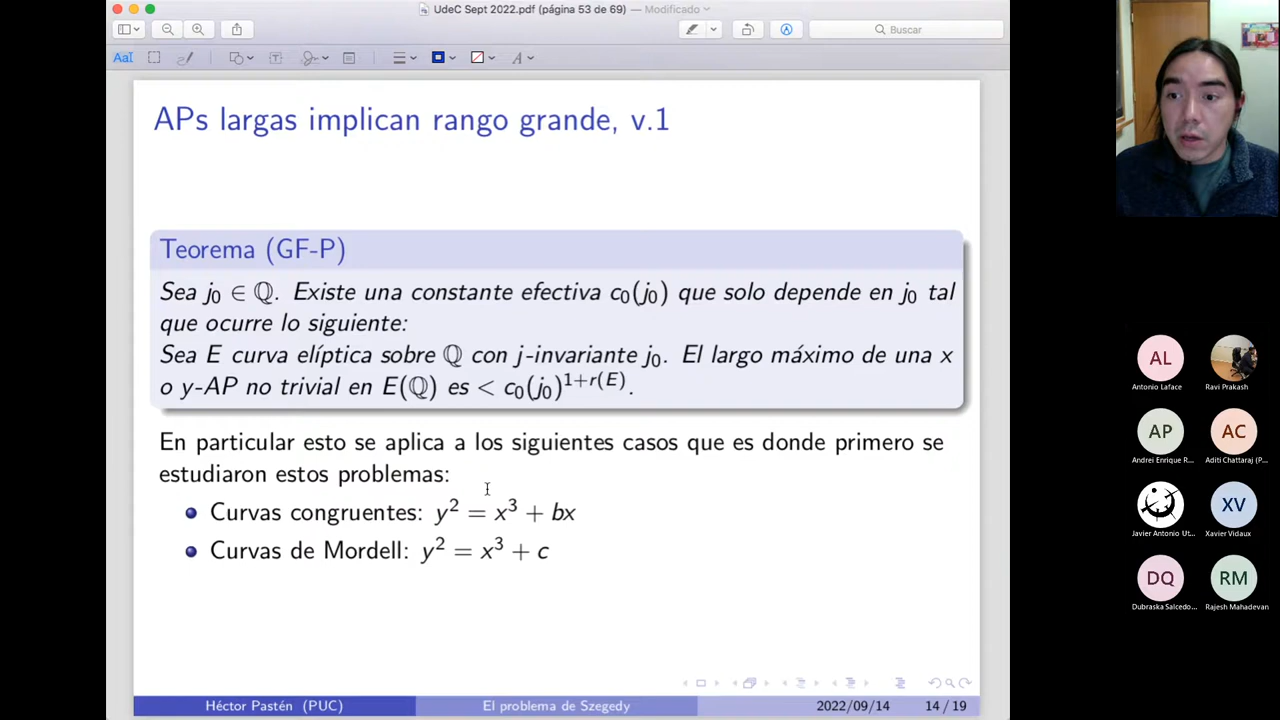 UdeC Sept 2022.pdf (página 53 de 69) — Modificado
Buscar
AaI
A
APs largas implican rango grande, v.1
Teorema (GF-P)
Sea j₀ ∈ ℚ. Existe una constante efectiva c₀(j₀) que solo depende en j₀ tal
que ocurre lo siguiente:
Sea E curva elíptica sobre ℚ con j-invariante j₀. El largo máximo de una x
o y-AP no trivial en E(ℚ) es < c₀(j₀)^{1+r(E)}.
En particular esto se aplica a los siguientes casos que es donde primero se
estudiaron estos problemas:
Curvas congruentes: y² = x³ + bx
Curvas de Mordell: y² = x³ + c
Héctor Pastén (PUC)
El problema de Szegedy
2022/09/14
14 / 19
AL
Antonio Laface
Ravi Prakash
AP
Andrei Enrique R...
AC
Aditi Chattaraj (P...
Javier Antonio Ut...
XV
Xavier Vidaux
DQ
Dubraska Salcedo...
RM
Rajesh Mahadevan